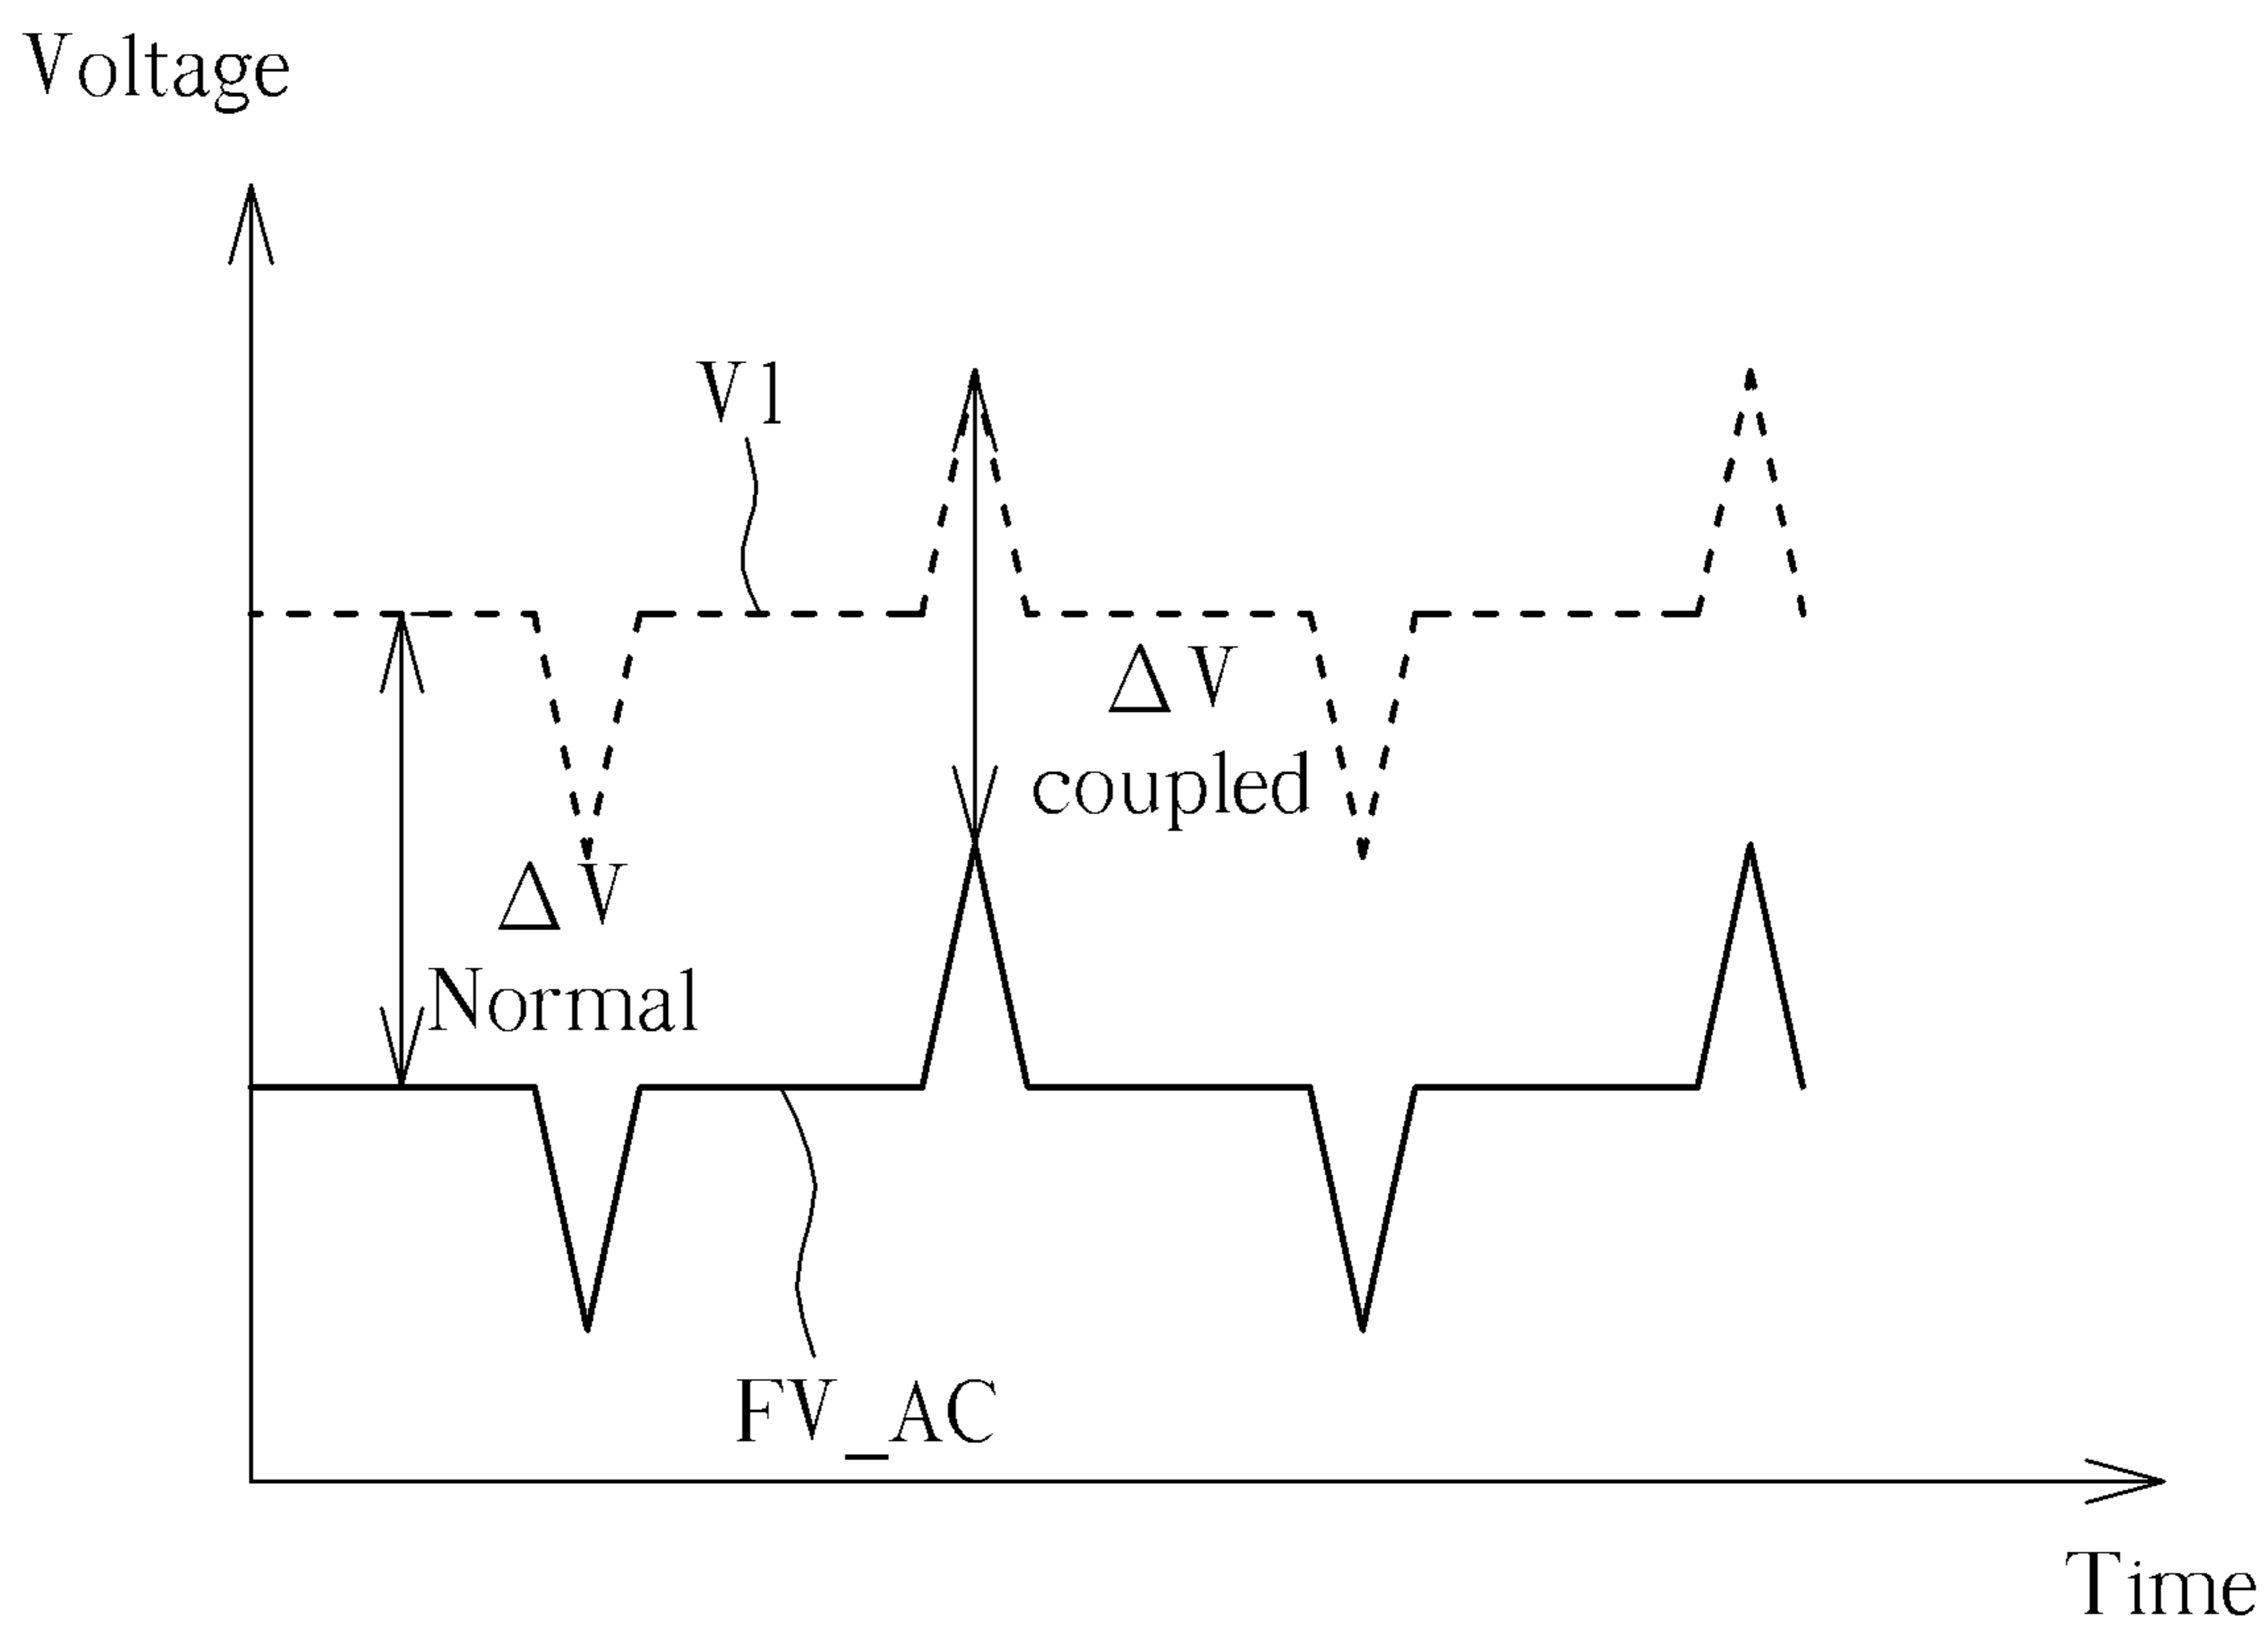 Voltage
V1
ΔV
coupled
ΔV
Normal
FV_AC
Time